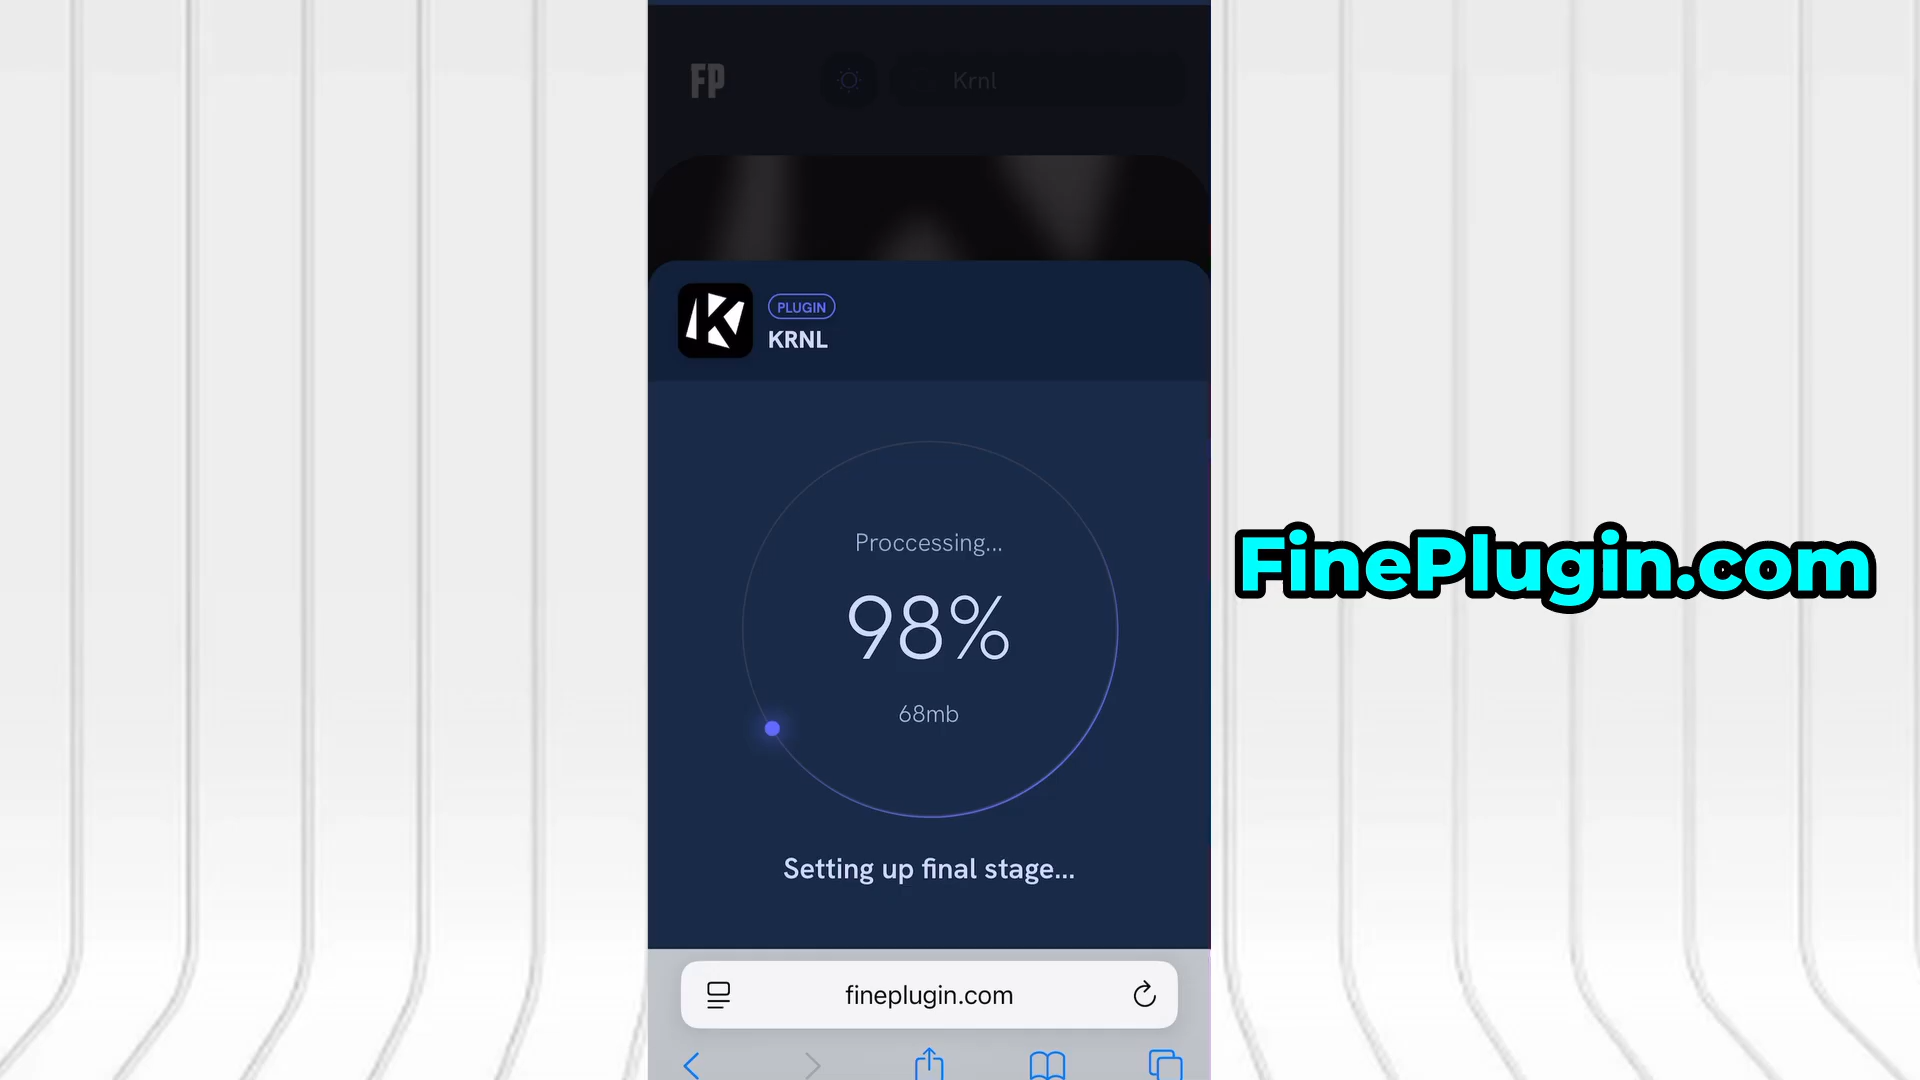 FP
Krnl
PLUGIN
KRNL
Proccessing...
98%
68mb
Setting up final stage...
FinePlugin.com
fineplugin.com